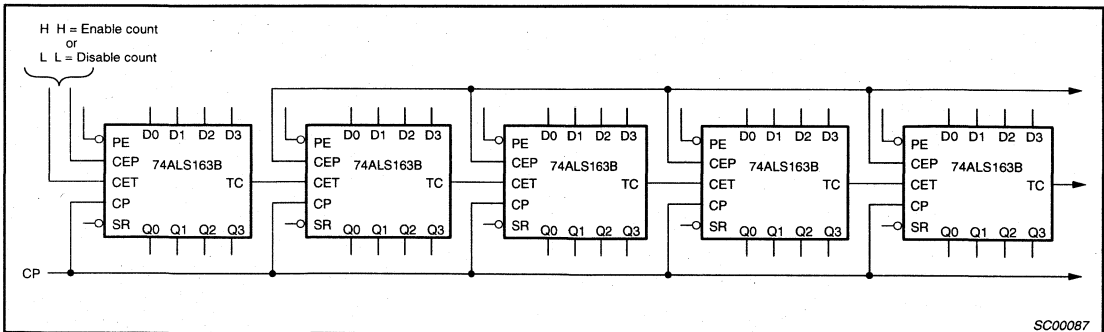 H H = Enable count
or
L L = Disable count
PE D0 D1 D2 D3
CEP 74ALS163B
CET TC
CP
SR Q0 Q1 Q2 Q3
PE D0 D1 D2 D3
CEP 74ALS163B
CET TC
CP
SR Q0 Q1 Q2 Q3
PE D0 D1 D2 D3
CEP 74ALS163B
CET TC
CP
SR Q0 Q1 Q2 Q3
PE D0 D1 D2 D3
CEP 74ALS163B
CET TC
CP
SR Q0 Q1 Q2 Q3
PE D0 D1 D2 D3
CEP 74ALS163B
CET TC
CP
SR Q0 Q1 Q2 Q3
CP
SC00087